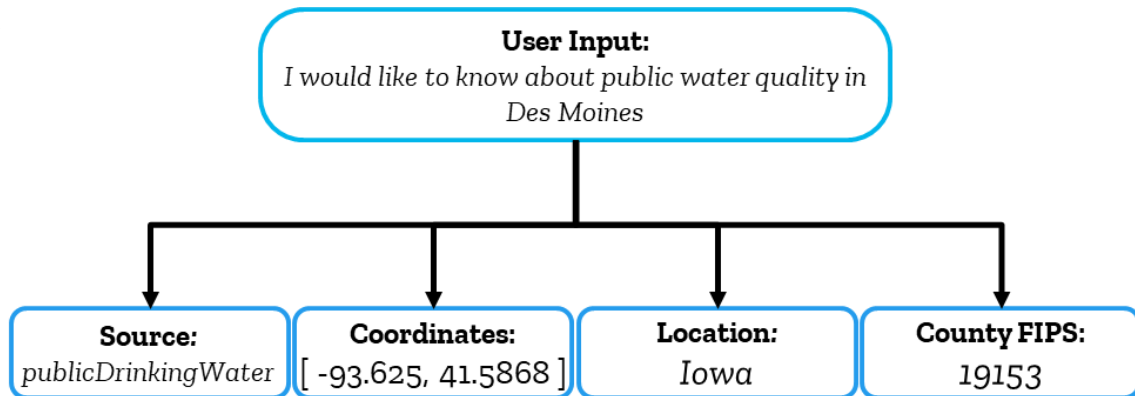 User Input:
I would like to know about public water quality in
Des Moines
Source:
publicDrinkingWater
Coordinates:
[ -93.625, 41.5868 ]
Location:
Iowa
County FIPS:
19153